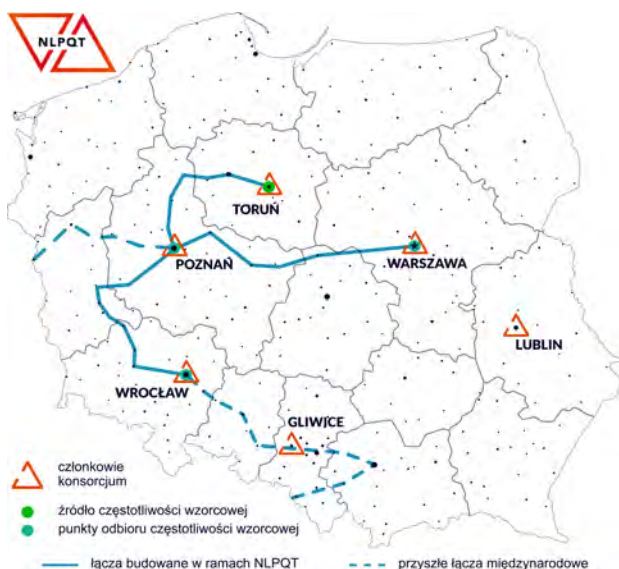 NLPQT
TORUŃ
POZNAŃ
WARSZAWA
LUBLIN
WROCŁAW
GLIWICE
członkowie
konsorcjum
źródło częstotliwości wzorcowej
punkty odbioru częstotliwości wzorcowej
łącza budowane w ramach NLPQT
przyszłe łącza międzynarodowe